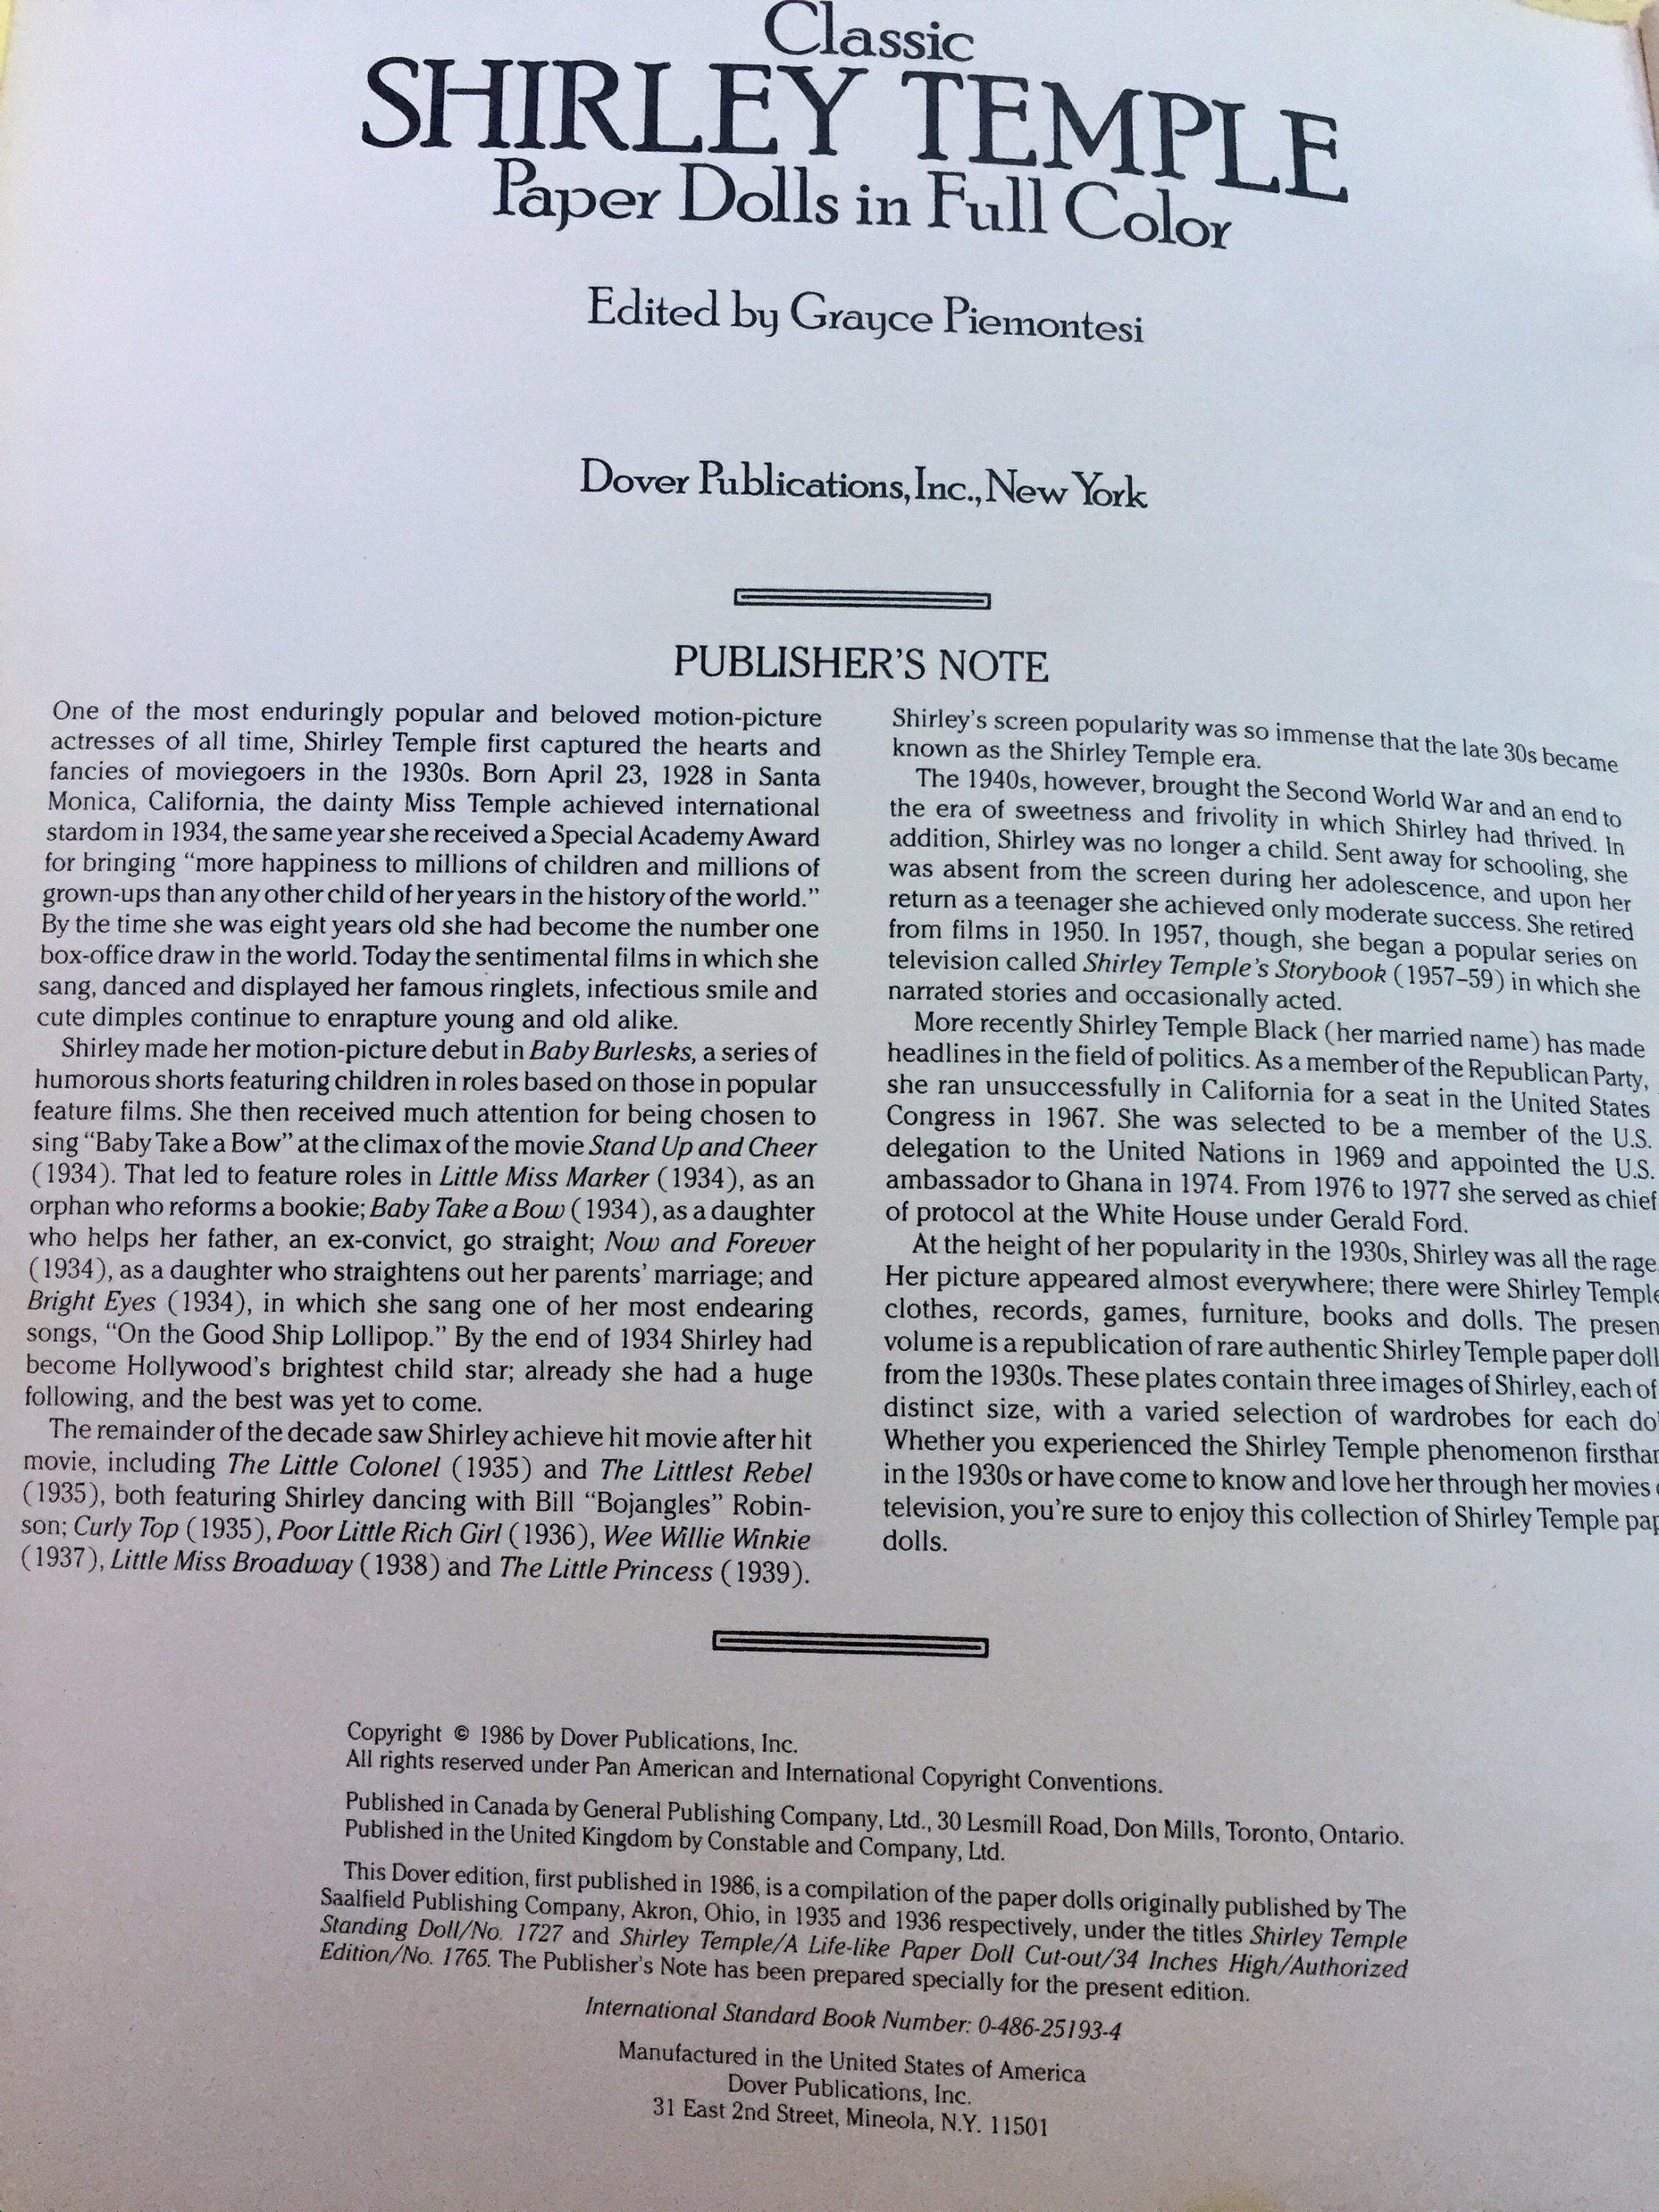 Classic
SHIRLEY TEMPLE
Paper Dolls in Full Color
Edited by Grayce Piemontesi
Dover Publications, Inc., New York
PUBLISHER'S NOTE
One of the most enduringly popular and beloved motion-picture
actresses of all time, Shirley Temple first captured the hearts and
fancies of moviegoers in the 1930s. Born April 23, 1928 in Santa
Monica, California, the dainty Miss Temple achieved international
stardom in 1934, the same year she received a Special Academy Award
for bringing “more happiness to millions of children and millions of
grown-ups than any other child of her years in the history of the world.”
By the time she was eight years old she had become the number one
box-office draw in the world. Today the sentimental films in which she
sang, danced and displayed her famous ringlets, infectious smile and
cute dimples continue to enrapture young and old alike.
Shirley made her motion-picture debut in Baby Burlesks, a series of
humorous shorts featuring children in roles based on those in popular
feature films. She then received much attention for being chosen to
sing “Baby Take a Bow” at the climax of the movie Stand Up and Cheer
(1934). That led to feature roles in Little Miss Marker (1934), as an
orphan who reforms a bookie; Baby Take a Bow (1934), as a daughter
who helps her father, an ex-convict, go straight; Now and Forever
(1934), as a daughter who straightens out her parents' marriage; and
Bright Eyes (1934), in which she sang one of her most endearing
songs, “On the Good Ship Lollipop.” By the end of 1934 Shirley had
become Hollywood's brightest child star; already she had a huge
following, and the best was yet to come.
The remainder of the decade saw Shirley achieve hit movie after hit
movie, including The Little Colonel (1935) and The Littlest Rebel
(1935), both featuring Shirley dancing with Bill “Bojangles” Robin-
son; Curly Top (1935), Poor Little Rich Girl (1936), Wee Willie Winkie
(1937), Little Miss Broadway (1938) and The Little Princess (1939).
Shirley's screen popularity was so immense that the late 30s became
known as the Shirley Temple era.
The 1940s, however, brought the Second World War and an end to
the era of sweetness and frivolity in which Shirley had thrived. In
addition, Shirley was no longer a child. Sent away for schooling, she
was absent from the screen during her adolescence, and upon her
return as a teenager she achieved only moderate success. She retired
from films in 1950. In 1957, though, she began a popular series on
television called Shirley Temple's Storybook (1957–59) in which she
narrated stories and occasionally acted.
More recently Shirley Temple Black (her married name) has made
headlines in the field of politics. As a member of the Republican Party,
she ran unsuccessfully in California for a seat in the United States
Congress in 1967. She was selected to be a member of the U.S.
delegation to the United Nations in 1969 and appointed the U.S.
ambassador to Ghana in 1974. From 1976 to 1977 she served as chief
of protocol at the White House under Gerald Ford.
At the height of her popularity in the 1930s, Shirley was all the rage.
Her picture appeared almost everywhere; there were Shirley Temple
clothes, records, games, furniture, books and dolls. The presen
volume is a republication of rare authentic Shirley Temple paper doll
from the 1930s. These plates contain three images of Shirley, each of
distinct size, with a varied selection of wardrobes for each do
Whether you experienced the Shirley Temple phenomenon firsthan
in the 1930s or have come to know and love her through her movies
television, you're sure to enjoy this collection of Shirley Temple pap
dolls.
Copyright © 1986 by Dover Publications, Inc.
All rights reserved under Pan American and International Copyright Conventions.
Published in Canada by General Publishing Company, Ltd., 30 Lesmill Road, Don Mills, Toronto, Ontario.
Published in the United Kingdom by Constable and Company, Ltd.
This Dover edition, first published in 1986, is a compilation of the paper dolls originally published by The
Saalfield Publishing Company, Akron, Ohio, in 1935 and 1936 respectively, under the titles Shirley Temple
Standing Doll/No. 1727 and Shirley Temple/A Life-like Paper Doll Cut-out/34 Inches High/Authorized
Edition/No. 1765. The Publisher's Note has been prepared specially for the present edition.
International Standard Book Number: 0-486-25193-4
Manufactured in the United States of America
Dover Publications, Inc.
31 East 2nd Street, Mineola, N.Y. 11501